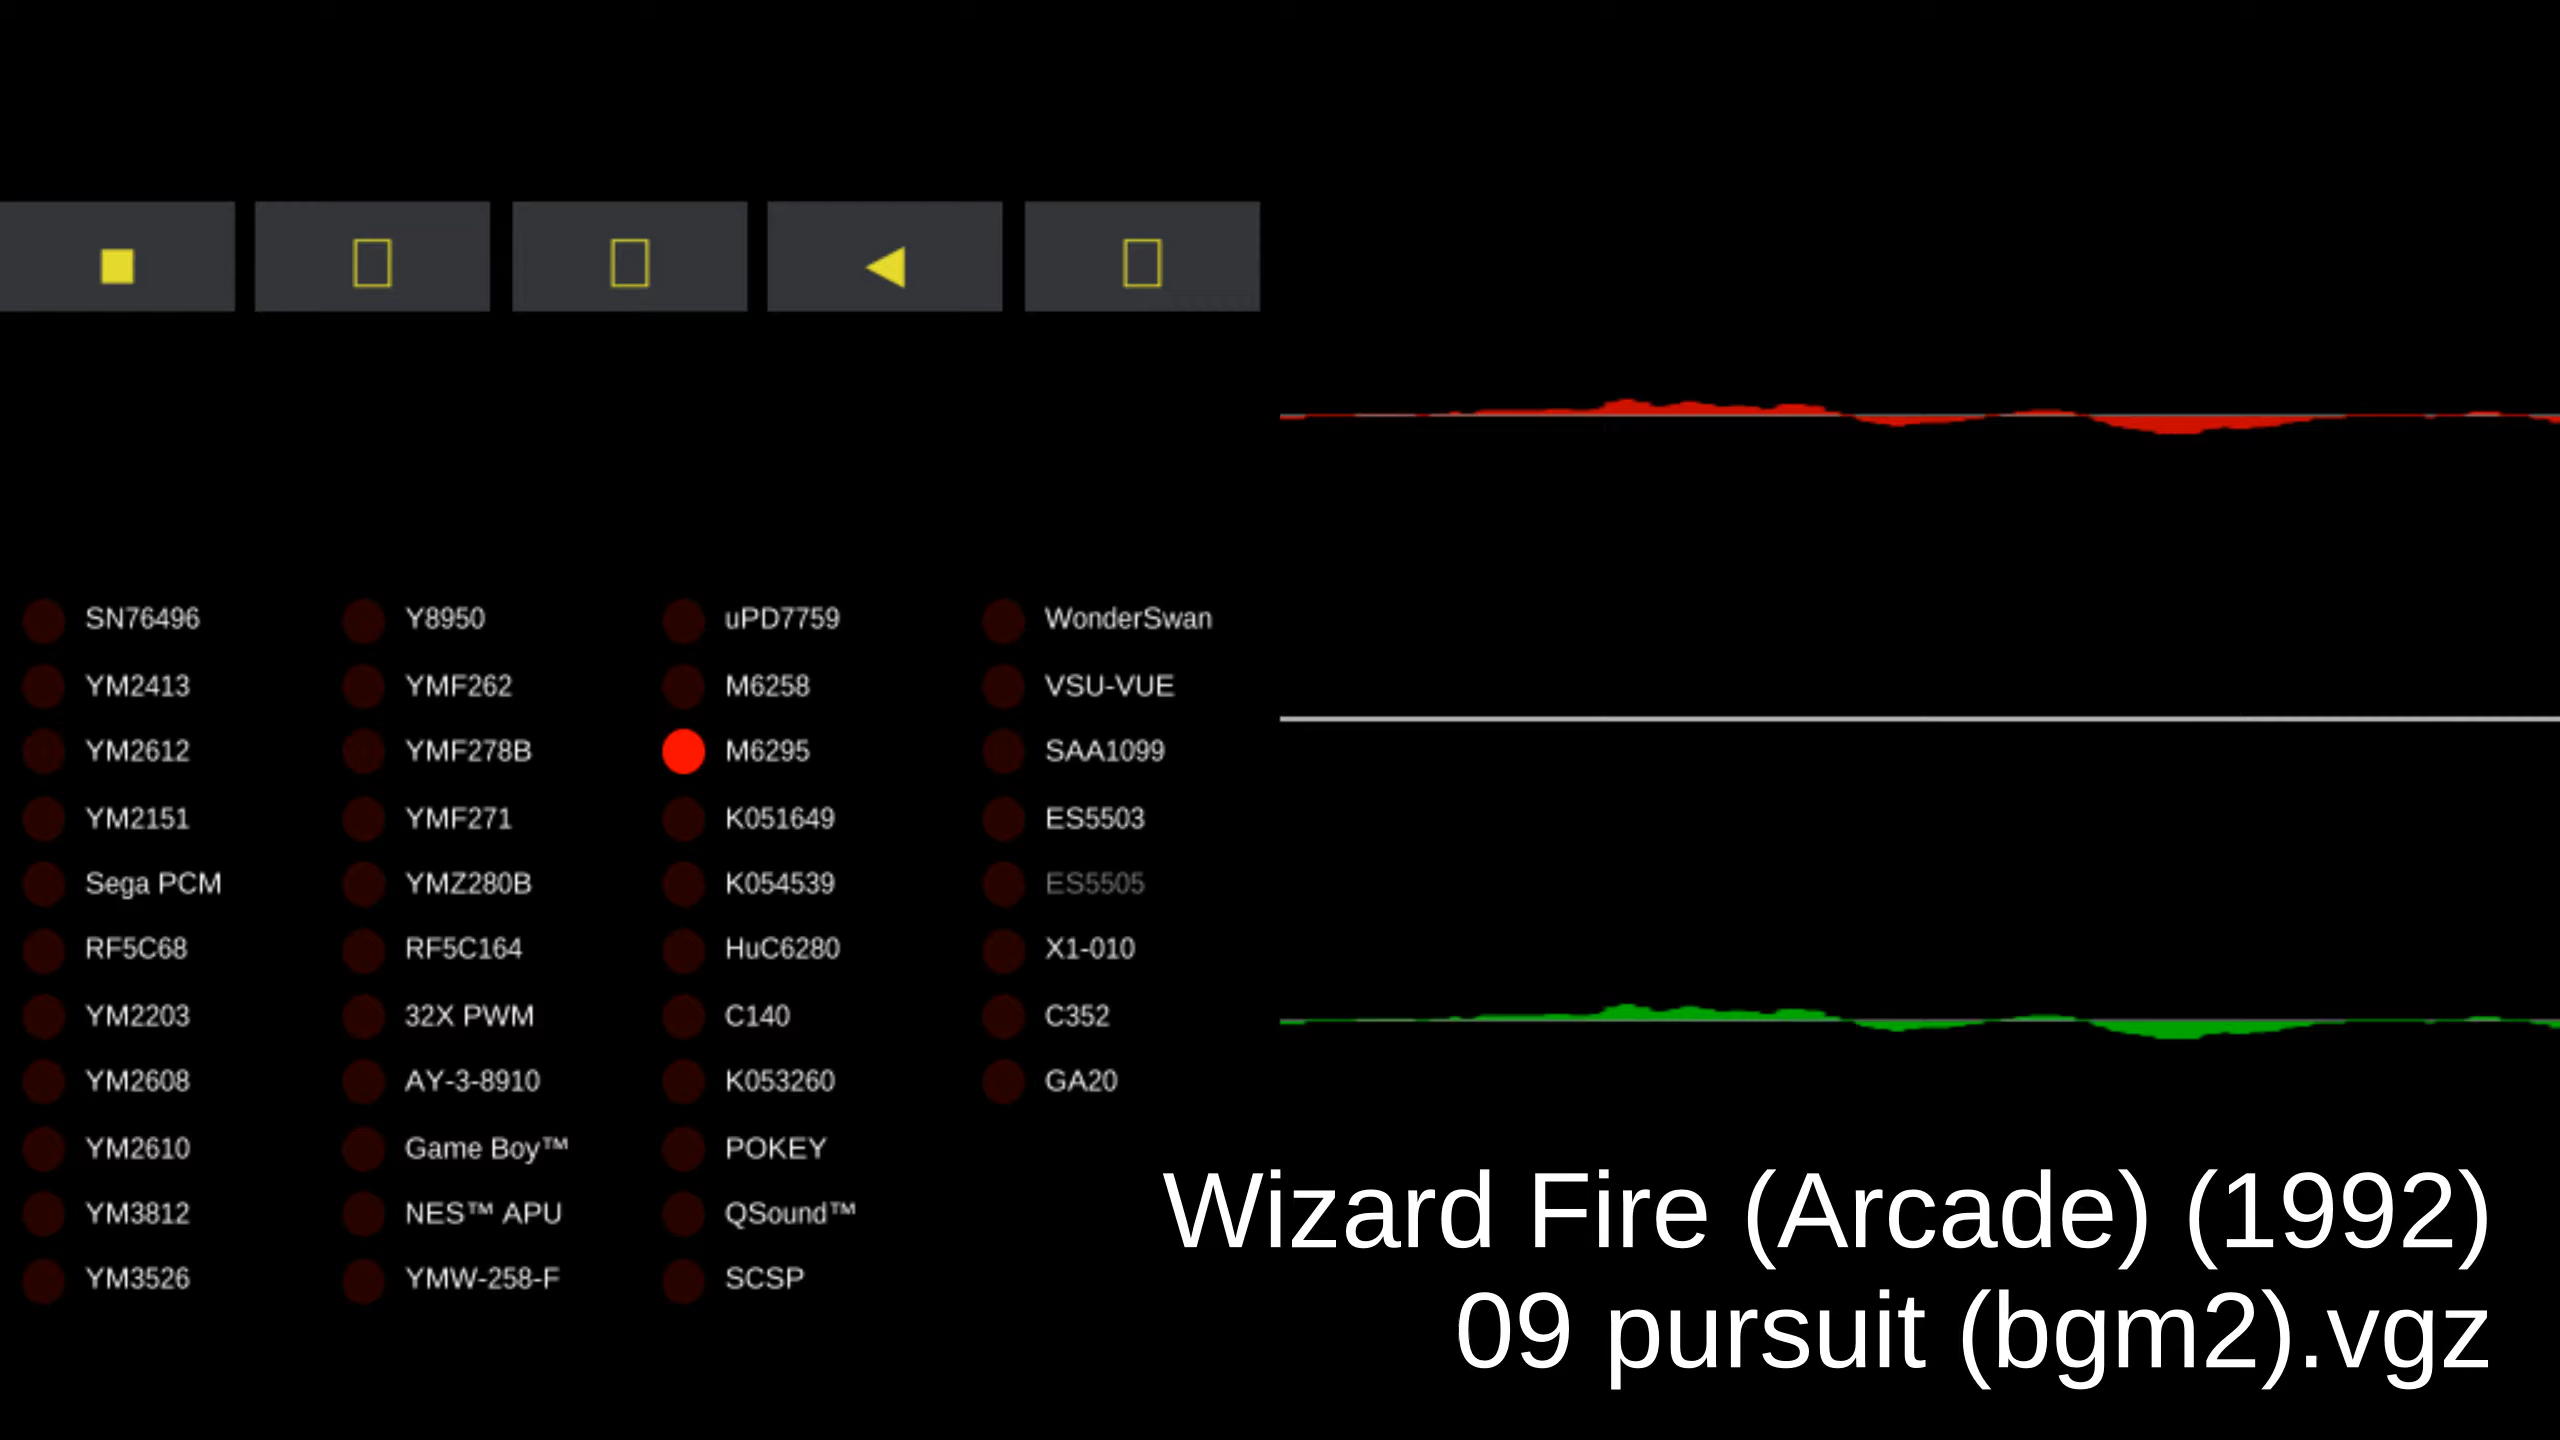 SN76496
YM2413
YM2612
YM2151
Sega PCM
RF5C68
YM2203
YM2608
YM2610
YM3812
YM3526
Y8950
YMF262
YMF278B
YMF271
YMZ280B
RF5C164
32X PWM
AY-3-8910
Game Boy™
NES™ APU
YMW-258-F
uPD7759
M6258
M6295
K051649
K054539
HuC6280
C140
K053260
POKEY
QSound™
SCSP
WonderSwan
VSU-VUE
SAA1099
ES5503
ES5505
X1-010
C352
GA20
Wizard Fire (Arcade) (1992)
09 pursuit (bgm2).vgz